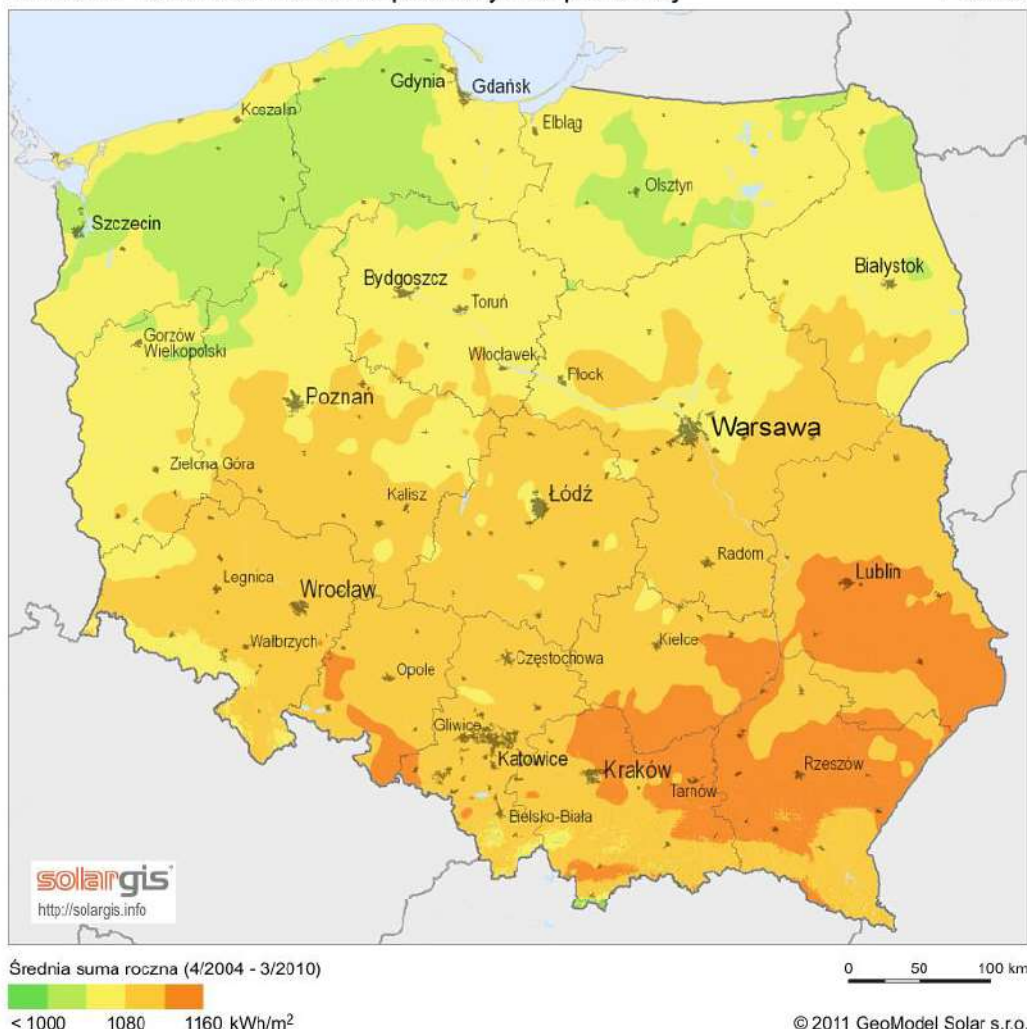 Gdynia
Gdańsk
Koszalin
Elbląg
Olsztyn
Szczecin
Białystok
Bydgoszcz
Toruń
Gorzów
Wielkopolski
Włocławek
Płock
Poznań
Warsawa
Zielona Góra
Kalisz
Łódź
Radom
Legnica
Wrocław
Lublin
Wałbrzych
Kielce
Opole
Częstochowa
Gliwice
Katowice
Kraków
Rzeszów
Tarnów
Bielsko-Biała
solargis
http://solargis.info
Średnia suma roczna (4/2004 - 3/2010)
0 50 100 km
< 1000 1080 1160 kWh/m²
© 2011 GeoModel Solar s.r.o.